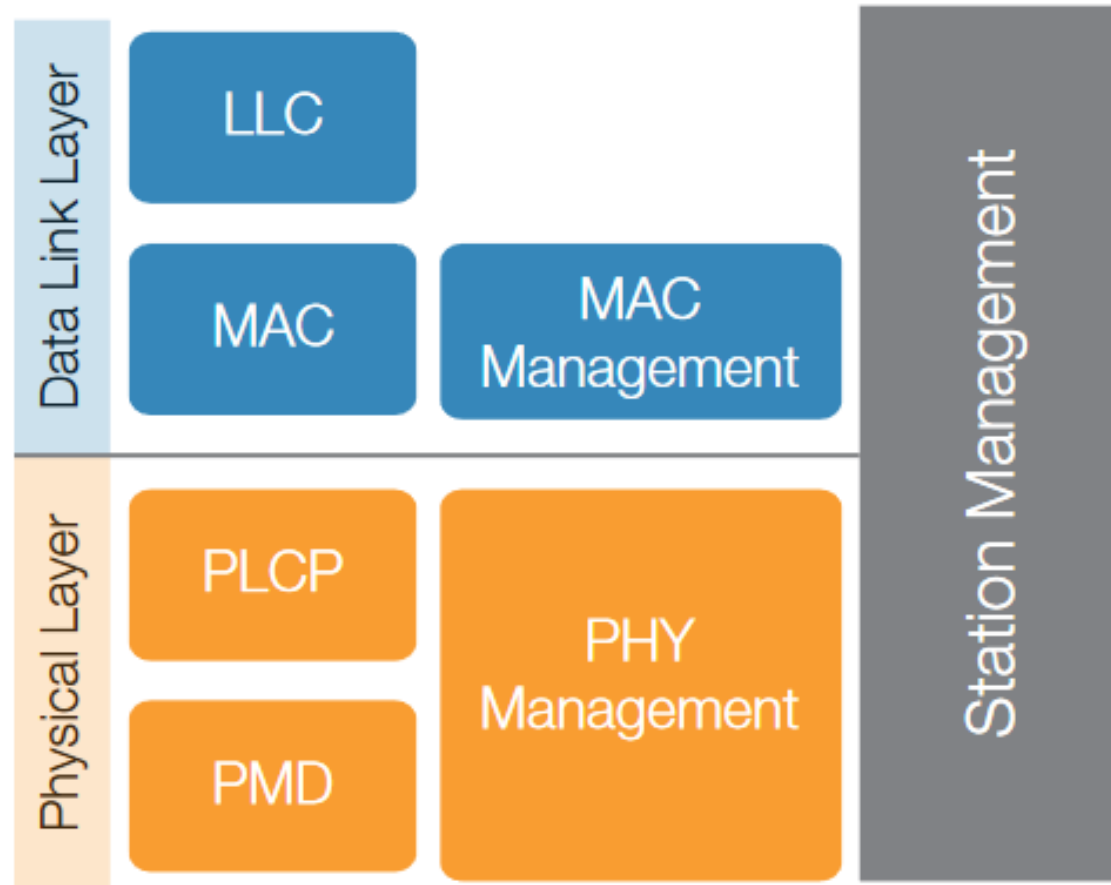 Data Link Layer
LLC
MAC
MAC
Management
Physical Layer
PLCP
PMD
PHY
Management
Station Management